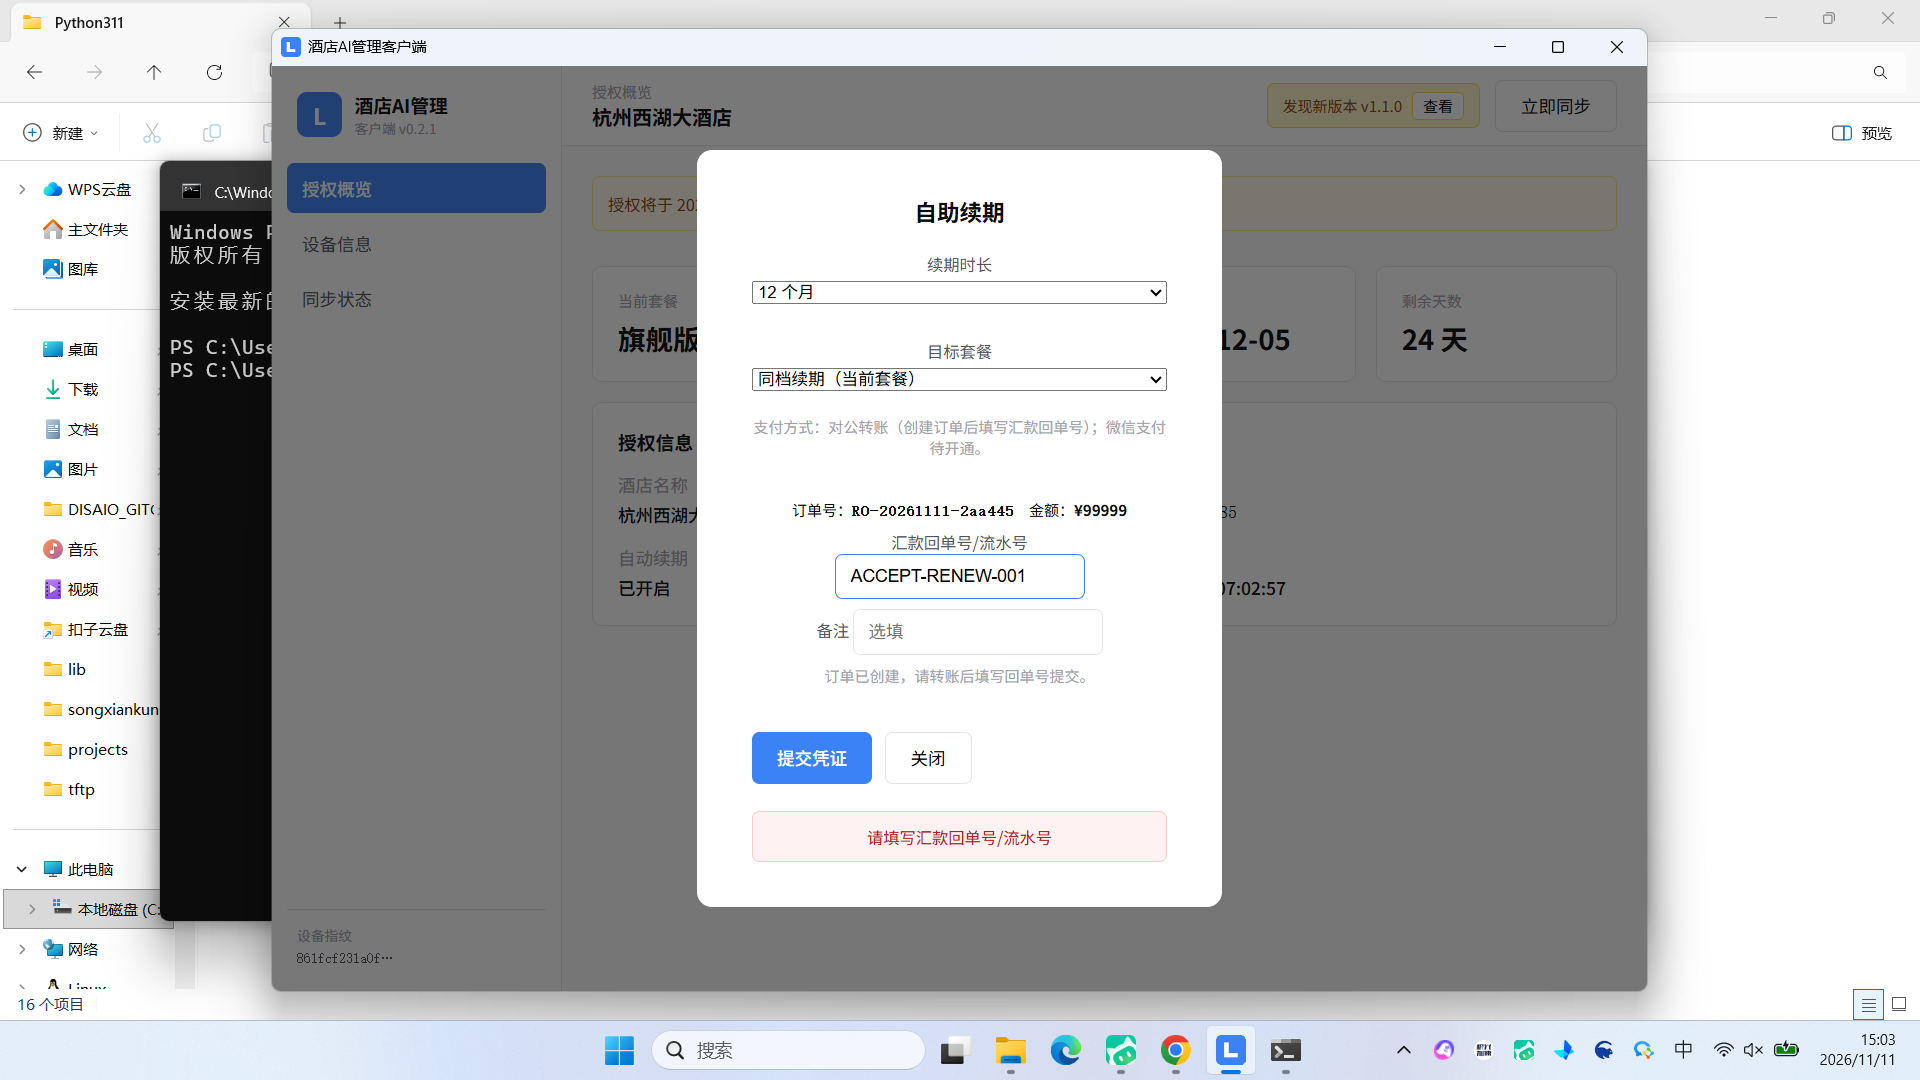 Python311
新建
预览
WPS云盘
主文件夹
图库
桌面
下载
文档
图片
DISAIO_GIT
音乐
视频
扣子云盘
lib
songxiankun
projects
tftp
此电脑
本地磁盘 (C:
网络
Linux
16 个项目
C:\Windo
Windows P
版权所有
安装最新的
PS C:\Use
PS C:\Use
酒店AI管理客户端
L
酒店AI管理
客户端 v0.2.1
授权概览
设备信息
同步状态
设备指纹
861fcf231a0f…
授权概览
杭州西湖大酒店
发现新版本 v1.1.0
查看
立即同步
授权将于 202
当前套餐
旗舰版
12-05
剩余天数
24 天
授权信息
酒店名称
杭州西湖大
85
自动续期
已开启
07:02:57
自助续期
续期时长
12 个月
目标套餐
同档续期（当前套餐）
支付方式：对公转账（创建订单后填写汇款回单号）；微信支付
待开通。
订单号：RO-20261111-2aa445 金额：¥99999
汇款回单号/流水号
ACCEPT-RENEW-001
备注 选填
订单已创建，请转账后填写回单号提交。
提交凭证
关闭
请填写汇款回单号/流水号
搜索
中
15:03
2026/11/11